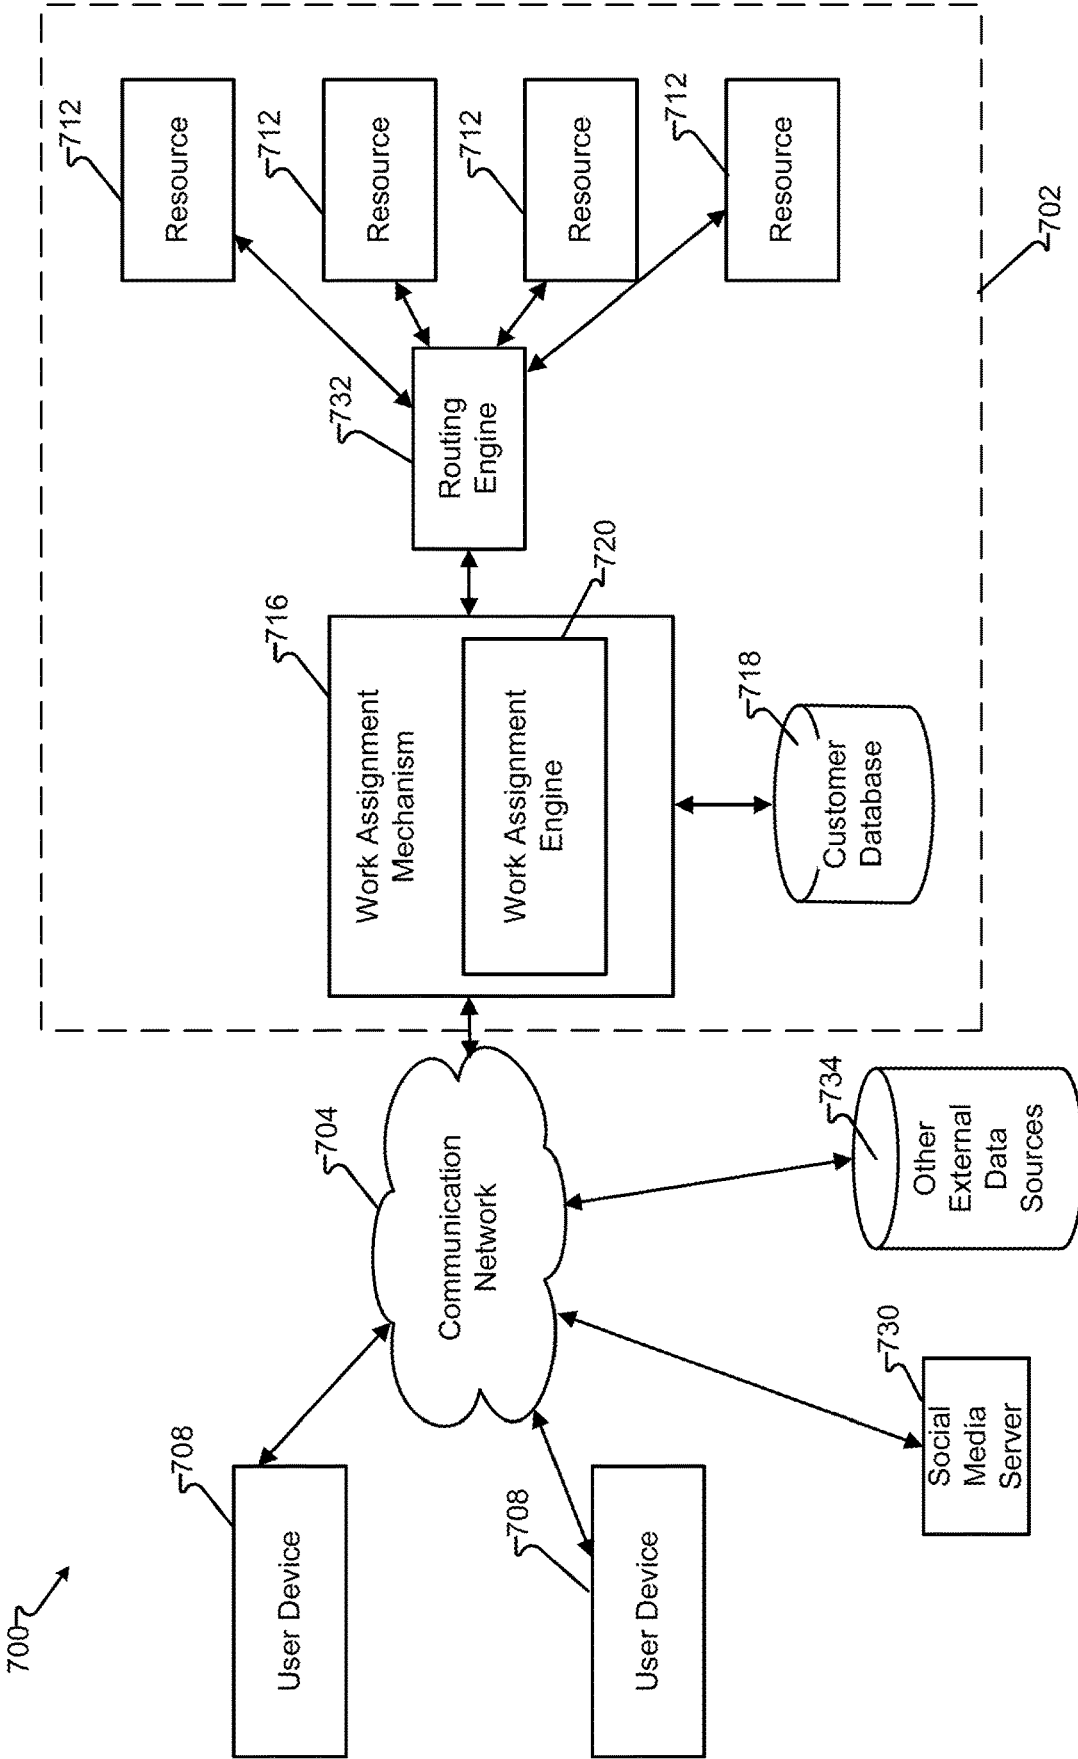 700
708
User Device
708
User Device
704
Communication
Network
730
Social
Media
Server
734
Other
External
Data
Sources
716
Work Assignment
Mechanism
Work Assignment
Engine
720
718
Customer
Database
732
Routing
Engine
712
Resource
712
Resource
712
Resource
712
Resource
702